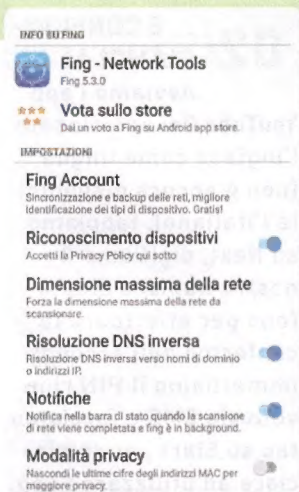 INFO SU FING
Fing - Network Tools
Fing 5.3.0
Vota sullo store
Dai un voto a Fing su Android app store.
IMPOSTAZIONI
Fing Account
Sincronizzazione e backup delle reti, migliore
identificazione dei tipi di dispositivo. Gratis!
Riconoscimento dispositivi
Accetti la Privacy Policy qui sotto
Dimensione massima della rete
Forza la dimensione massima della rete da
scansionare.
Risoluzione DNS inversa
Risoluzione DNS inversa verso nomi di dominio
o indirizzi IP.
Notifiche
Notifica nella barra di stato quando la scansione
di rete viene completata e fing è in background.
Modalità privacy
Nascondi le ultime cifre degli indirizzi MAC per
maggiore privacy.